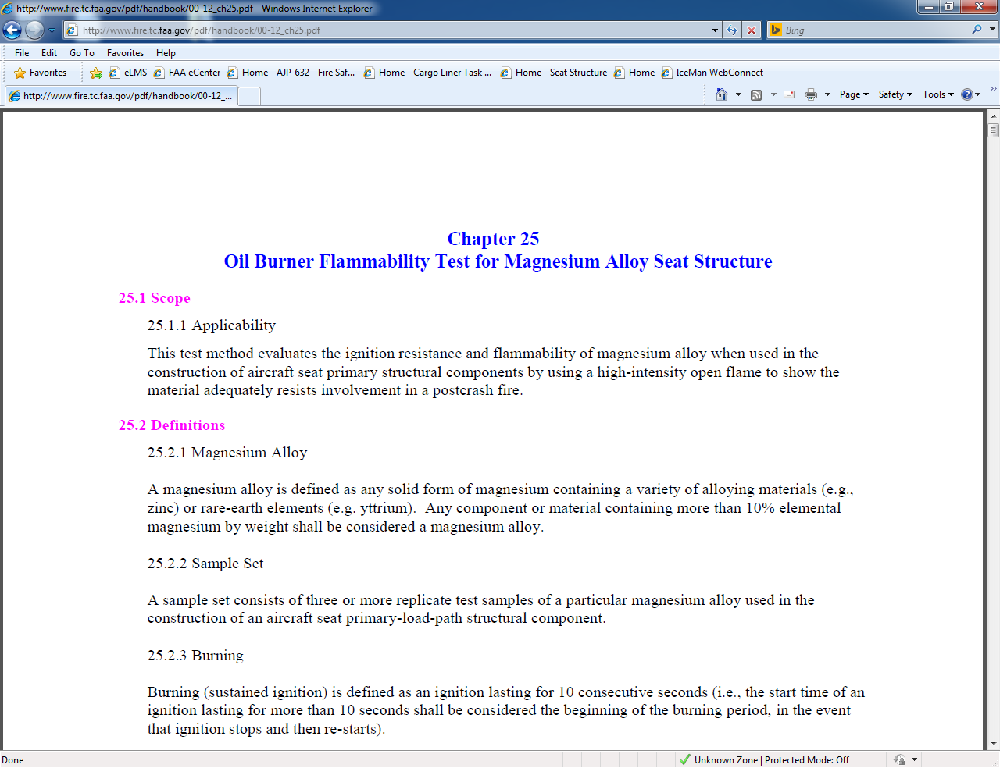 http://www.fire.tc.faa.gov/pdf/handbook/00-12_ch25.pdf - Windows Internet Explorer
http://www.fire.tc.faa.gov/pdf/handbook/00-12_ch25.pdf
Bing
File Edit Go To Favorites Help
Favorites eLMS FAA eCenter Home - AJP-632 - Fire Saf... Home - Cargo Liner Task ... Home - Seat Structure Home IceMan WebConnect
http://www.fire.tc.faa.gov/pdf/handbook/00-12_... Page Safety Tools
Chapter 25
Oil Burner Flammability Test for Magnesium Alloy Seat Structure
25.1 Scope
25.1.1 Applicability
This test method evaluates the ignition resistance and flammability of magnesium alloy when used in the
construction of aircraft seat primary structural components by using a high-intensity open flame to show the
material adequately resists involvement in a postcrash fire.
25.2 Definitions
25.2.1 Magnesium Alloy
A magnesium alloy is defined as any solid form of magnesium containing a variety of alloying materials (e.g.,
zinc) or rare-earth elements (e.g. yttrium).  Any component or material containing more than 10% elemental
magnesium by weight shall be considered a magnesium alloy.
25.2.2 Sample Set
A sample set consists of three or more replicate test samples of a particular magnesium alloy used in the
construction of an aircraft seat primary-load-path structural component.
25.2.3 Burning
Burning (sustained ignition) is defined as an ignition lasting for 10 consecutive seconds (i.e., the start time of an
ignition lasting for more than 10 seconds shall be considered the beginning of the burning period, in the event
that ignition stops and then re-starts).
Done Unknown Zone | Protected Mode: Off